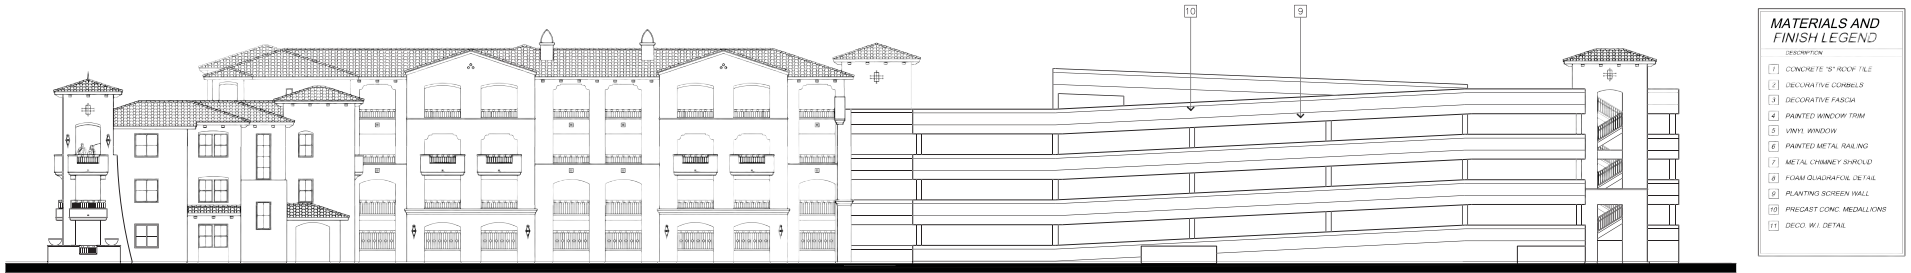 10
9
MATERIALS AND
FINISH LEGEND
DESCRIPTION
1 CONCRETE "S" ROOF TILE
2 DECORATIVE CORBELS
3 DECORATIVE FASCIA
4 PAINTED WINDOW TRIM
5 VINYL WINDOW
6 PAINTED METAL RAILING
7 METAL CHIMNEY SHROUD
8 FOAM QUADRAFOIL DETAIL
9 PLANTING SCREEN WALL
10 PRECAST CONC. MEDALLIONS
11 DECO. W.I. DETAIL